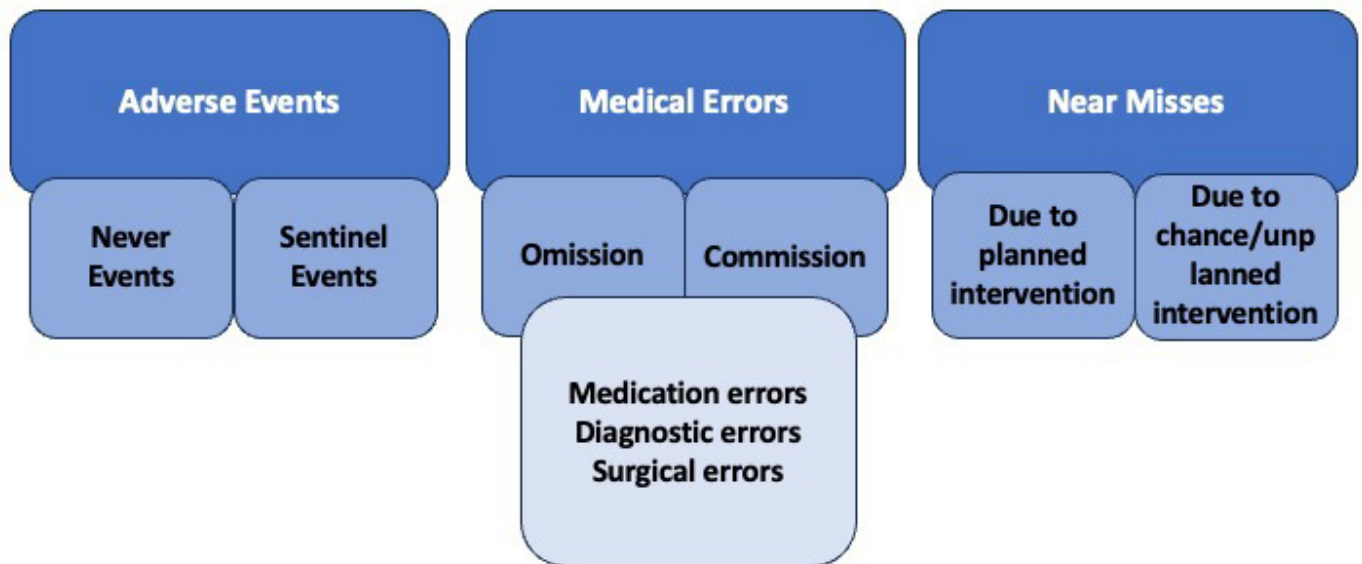 Adverse Events
Medical Errors
Near Misses
Never
Events
Sentinel
Events
Omission
Commission
Due to
planned
intervention
Due to
chance/unp
lanned
intervention
Medication errors
Diagnostic errors
Surgical errors